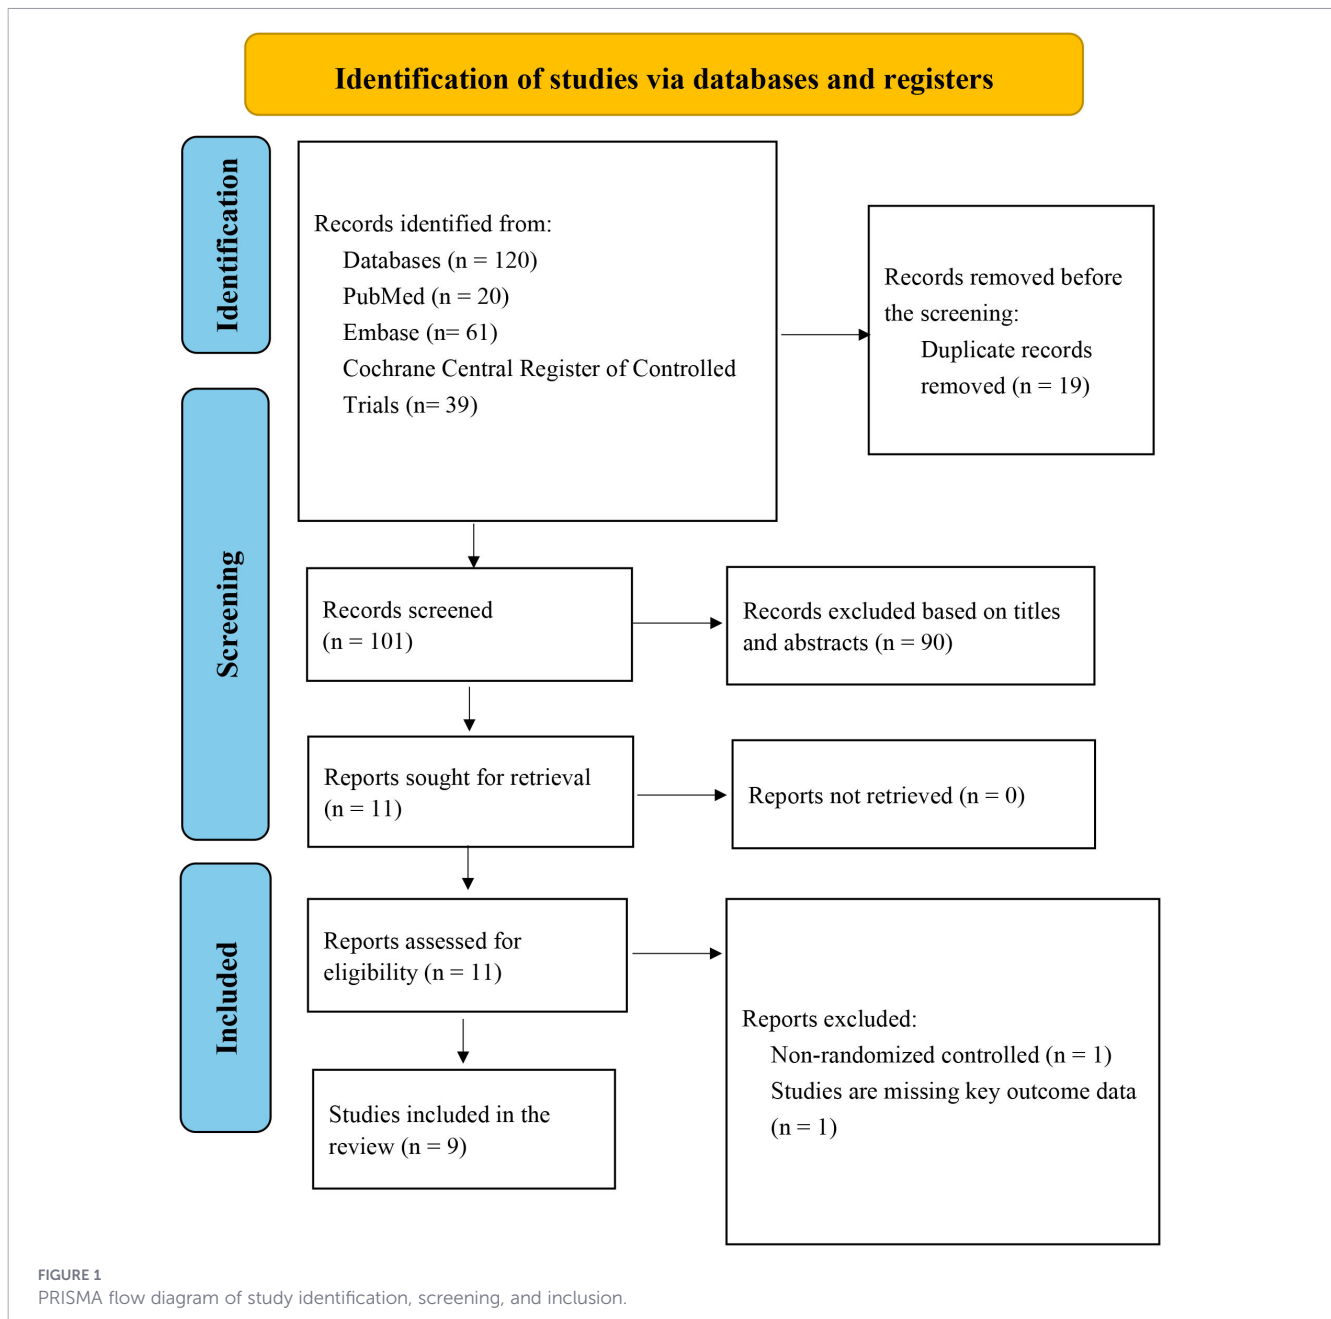 Identification of studies via databases and registers
Identification
Records identified from:
Databases (n = 120)
PubMed (n = 20)
Embase (n= 61)
Cochrane Central Register of Controlled
Trials (n= 39)
Records removed before
the screening:
Duplicate records
removed (n = 19)
Screening
Records screened
(n = 101)
Records excluded based on titles
and abstracts (n = 90)
Reports sought for retrieval
(n = 11)
Reports not retrieved (n = 0)
Included
Reports assessed for
eligibility (n = 11)
Reports excluded:
Non-randomized controlled (n = 1)
Studies are missing key outcome data
(n = 1)
Studies included in the
review (n = 9)
FIGURE 1
PRISMA flow diagram of study identification, screening, and inclusion.